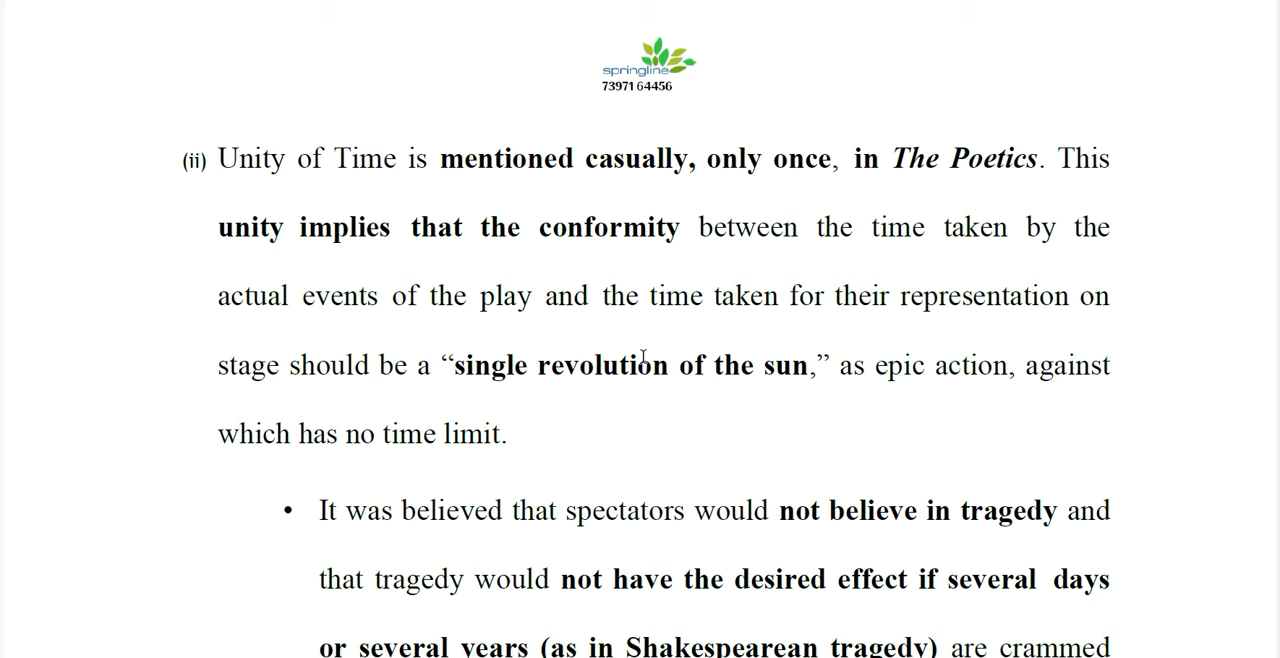 springline
7397164456
(ii) Unity of Time is mentioned casually, only once, in The Poetics. This
unity implies that the conformity between the time taken by the
actual events of the play and the time taken for their representation on
stage should be a “single revolution of the sun,” as epic action, against
which has no time limit.
• It was believed that spectators would not believe in tragedy and
that tragedy would not have the desired effect if several days
or several years (as in Shakespearean tragedy) are crammed